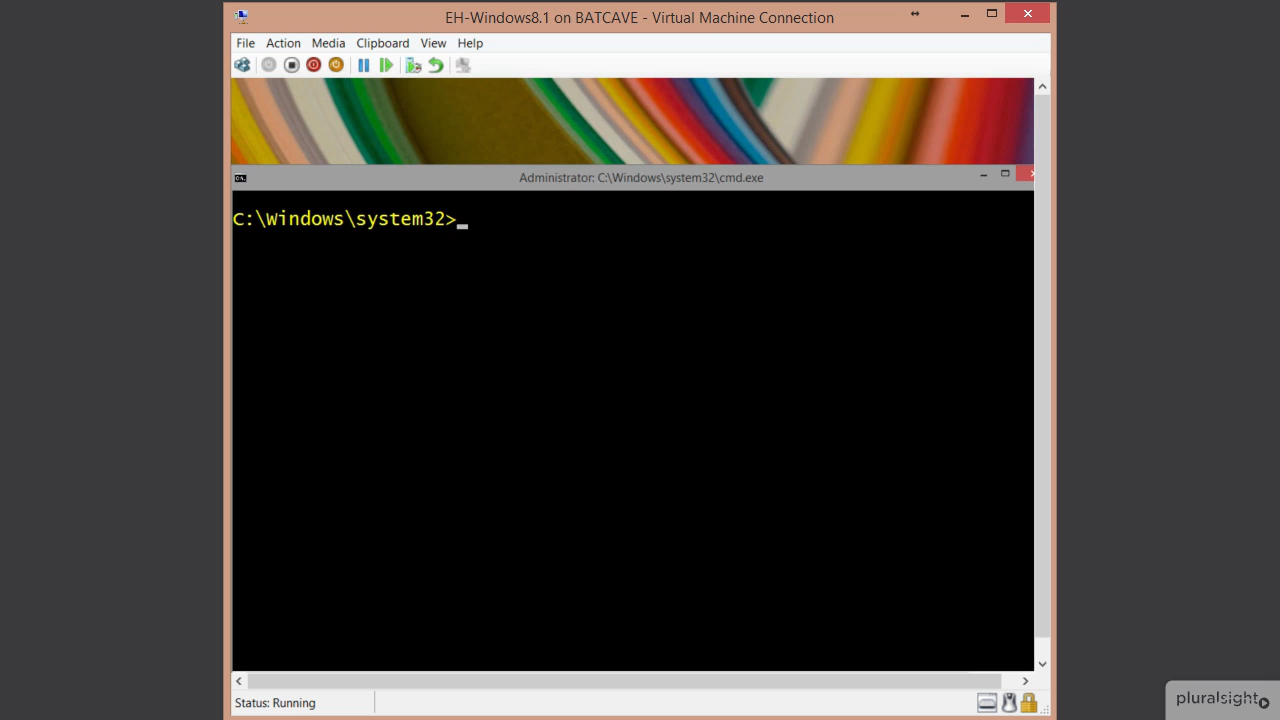 EH-Windows8.1 on BATCAVE - Virtual Machine Connection
File Action Media Clipboard View Help
Administrator: C:\Windows\system32\cmd.exe
C:\Windows\system32>
Status: Running
pluralsight